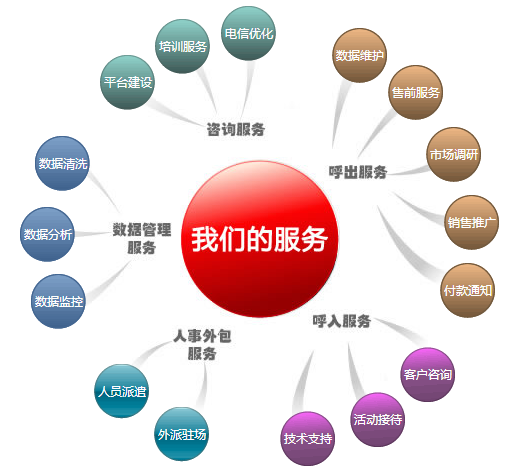 电信优化
培训服务
平台建设
咨询服务
数据维护
售前服务
市场调研
销售推广
付款通知
呼出服务
数据清洗
数据分析
数据监控
数据管理
服务
我们的服务
人事外包
服务
人员派遣
外派驻场
呼入服务
客户咨询
活动接待
技术支持